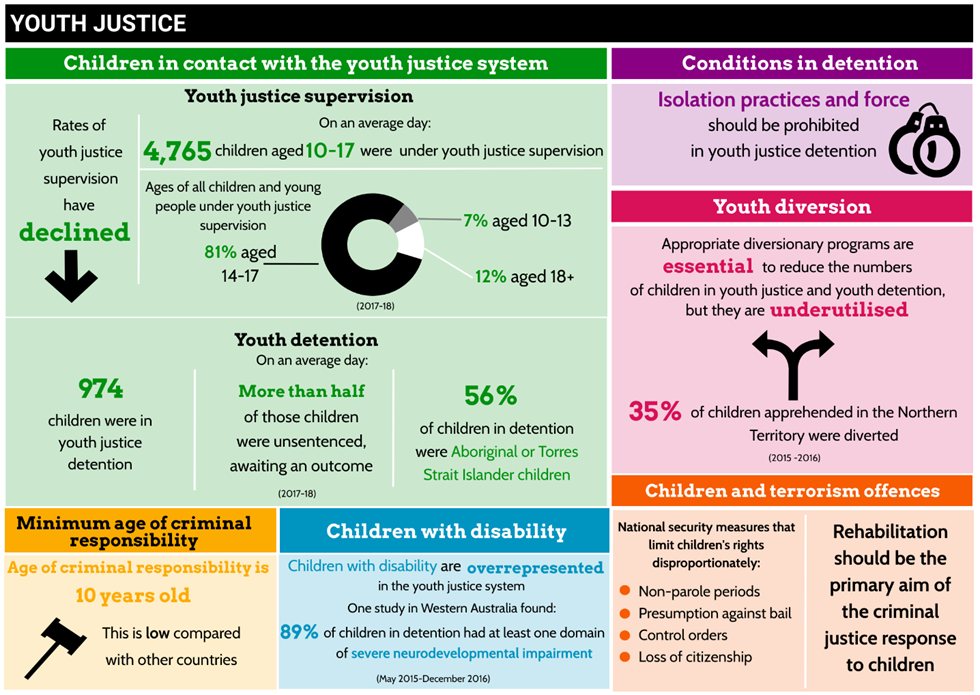 YOUTH JUSTICE
Children in contact with the youth justice system
Youth justice supervision
Rates of
youth justice
supervision
have
declined
On an average day:
4,765 children aged 10-17 were under youth justice supervision
Ages of all children and young
people under youth justice
supervision
81% aged
14-17
7% aged 10-13
12% aged 18+
(2017-18)
Youth detention
On an average day:
974
children were in
youth justice
detention
More than half
of those children
were unsentenced,
awaiting an outcome
(2017-18)
56%
of children in detention
were Aboriginal or Torres
Strait Islander children
Minimum age of criminal
responsibility
Age of criminal responsibility is
10 years old
This is low compared
with other countries
Children with disability
Children with disability are overrepresented
in the youth justice system
One study in Western Australia found:
89% of children in detention had at least one domain
of severe neurodevelopmental impairment
(May 2015-December 2016)
Conditions in detention
Isolation practices and force
should be prohibited
in youth justice detention
Youth diversion
Appropriate diversionary programs are
essential to reduce the numbers
of children in youth justice and youth detention,
but they are underutilised
35% of children apprehended in the Northern
Territory were diverted
(2015 -2016)
Children and terrorism offences
National security measures that
limit children's rights
disproportionately:
Non-parole periods
Presumption against bail
Control orders
Loss of citizenship
Rehabilitation
should be the
primary aim of
the criminal
justice response
to children